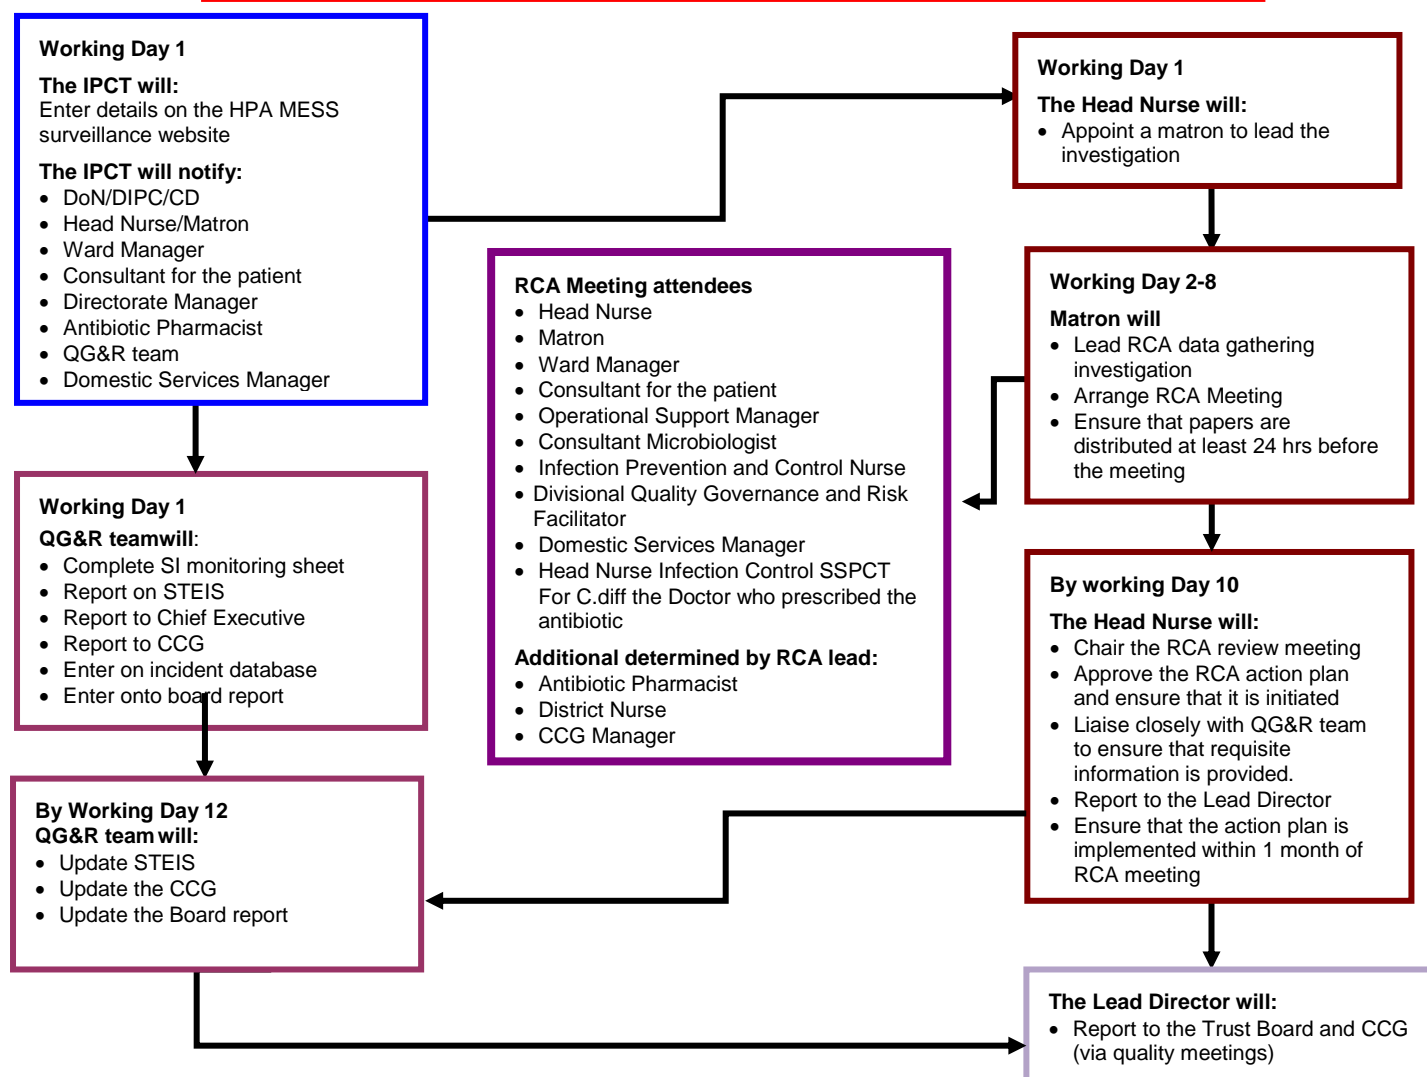 Working Day 1
The IPCT will:
Enter details on the HPA MESS
surveillance website
The IPCT will notify:
• DoN/DIPC/CD
• Head Nurse/Matron
• Ward Manager
• Consultant for the patient
• Directorate Manager
• Antibiotic Pharmacist
• QG&R team
• Domestic Services Manager
Working Day 1
The Head Nurse will:
• Appoint a matron to lead the
investigation
Working Day 2-8
Matron will
• Lead RCA data gathering
investigation
• Arrange RCA Meeting
• Ensure that papers are
distributed at least 24 hrs before
the meeting
RCA Meeting attendees
• Head Nurse
• Matron
• Ward Manager
• Consultant for the patient
• Operational Support Manager
• Consultant Microbiologist
• Infection Prevention and Control Nurse
• Divisional Quality Governance and Risk
Facilitator
• Domestic Services Manager
• Head Nurse Infection Control SSPCT
For C.diff the Doctor who prescribed the
antibiotic
Additional determined by RCA lead:
• Antibiotic Pharmacist
• District Nurse
• CCG Manager
Working Day 1
QG&R teamwill:
• Complete SI monitoring sheet
• Report on STEIS
• Report to Chief Executive
• Report to CCG
• Enter on incident database
• Enter onto board report
By working Day 10
The Head Nurse will:
• Chair the RCA review meeting
• Approve the RCA action plan
and ensure that it is initiated
• Liaise closely with QG&R team
to ensure that requisite
information is provided.
• Report to the Lead Director
• Ensure that the action plan is
implemented within 1 month of
RCA meeting
By Working Day 12
QG&R team will:
• Update STEIS
• Update the CCG
• Update the Board report
The Lead Director will:
• Report to the Trust Board and CCG
(via quality meetings)